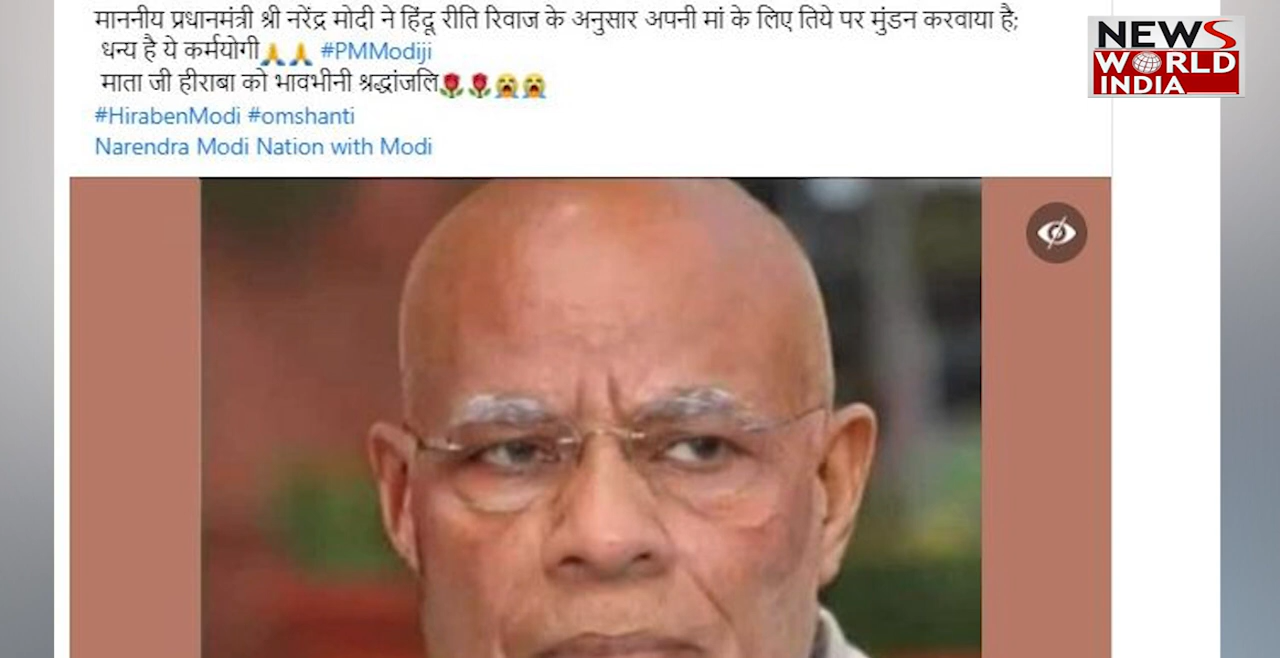 माननीय प्रधानमंत्री श्री नरेंद्र मोदी ने हिंदू रीति रिवाज के अनुसार अपनी मां के लिए तिये पर मुंडन करवाया है;
धन्य है ये कर्मयोगी🙏🙏 #PMModiji
माता जी हीराबा को भावभीनी श्रद्धांजलि🌹🌹😭😭
#HirabenModi #omshanti
Narendra Modi Nation with Modi
NEWS
WORLD
INDIA